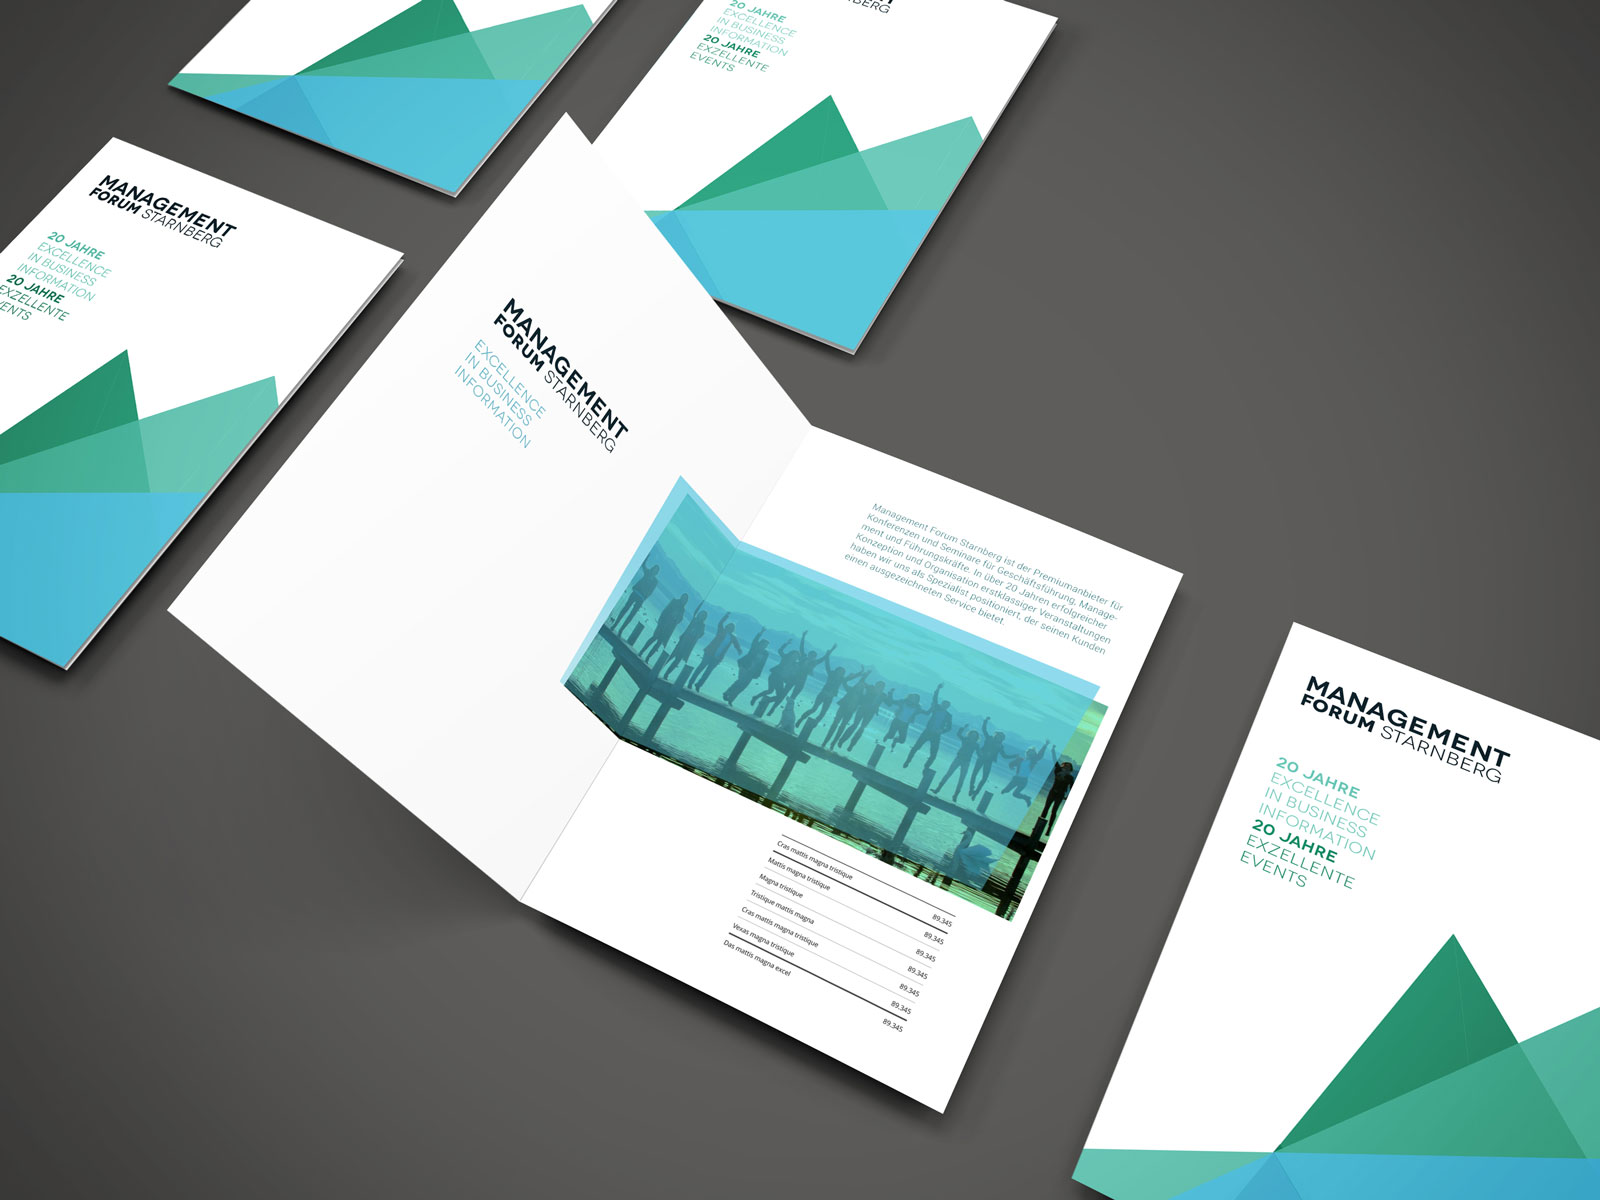 20 JAHRE
EXCELLENCE
IN BUSINESS
INFORMATION
20 JAHRE
EXZELLENTE
EVENTS
MANAGEMENT
FORUM STARNBERG
20 JAHRE
EXCELLENCE
IN BUSINESS
INFORMATION
20 JAHRE
EXZELLENTE
MANAGEMENT
FORUM STARNBERG
EXCELLENCE
IN BUSINESS
INFORMATION
Management Forum Starnberg ist der Premiumanbieter für
Konferenzen und Seminare für Geschäftsführung, Manage-
ment und Führungskräfte. In über 20 Jahren erfolgreicher
Konzeption und Organisation erstklassiger Veranstaltungen
haben wir uns als Spezialist positioniert, der seinen Kunden
einen ausgezeichneten Service bietet.
Cras mattis magna tristique 89.345
Mattis magna tristique 89.345
Magna tristique 89.345
Tristique mattis magna 89.345
Cras mattis magna tristique 89.345
Vexas magna tristique 89.345
Das mattis magna excel 89.345
MANAGEMENT
FORUM STARNBERG
20 JAHRE
EXCELLENCE
IN BUSINESS
INFORMATION
20 JAHRE
EXZELLENTE
EVENTS